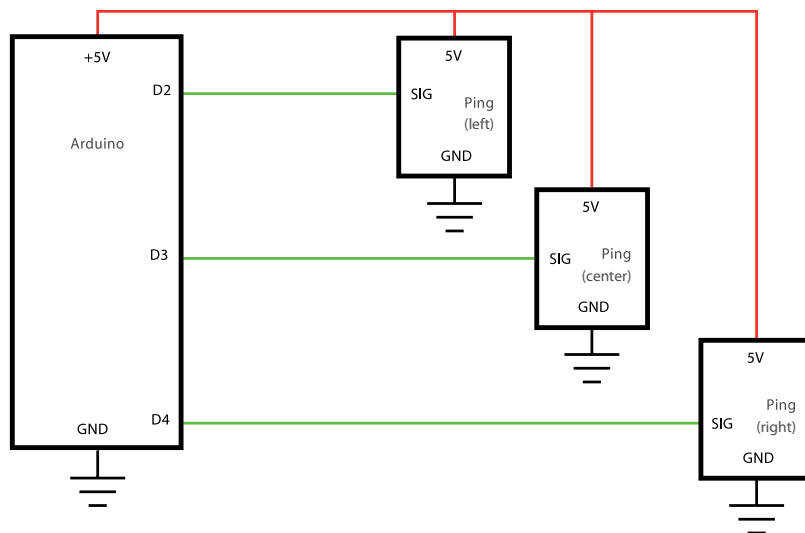 +5V
D2
Arduino
D3
D4
GND
5V
SIG
Ping
(left)
GND
5V
SIG
Ping
(center)
GND
5V
SIG
Ping
(right)
GND